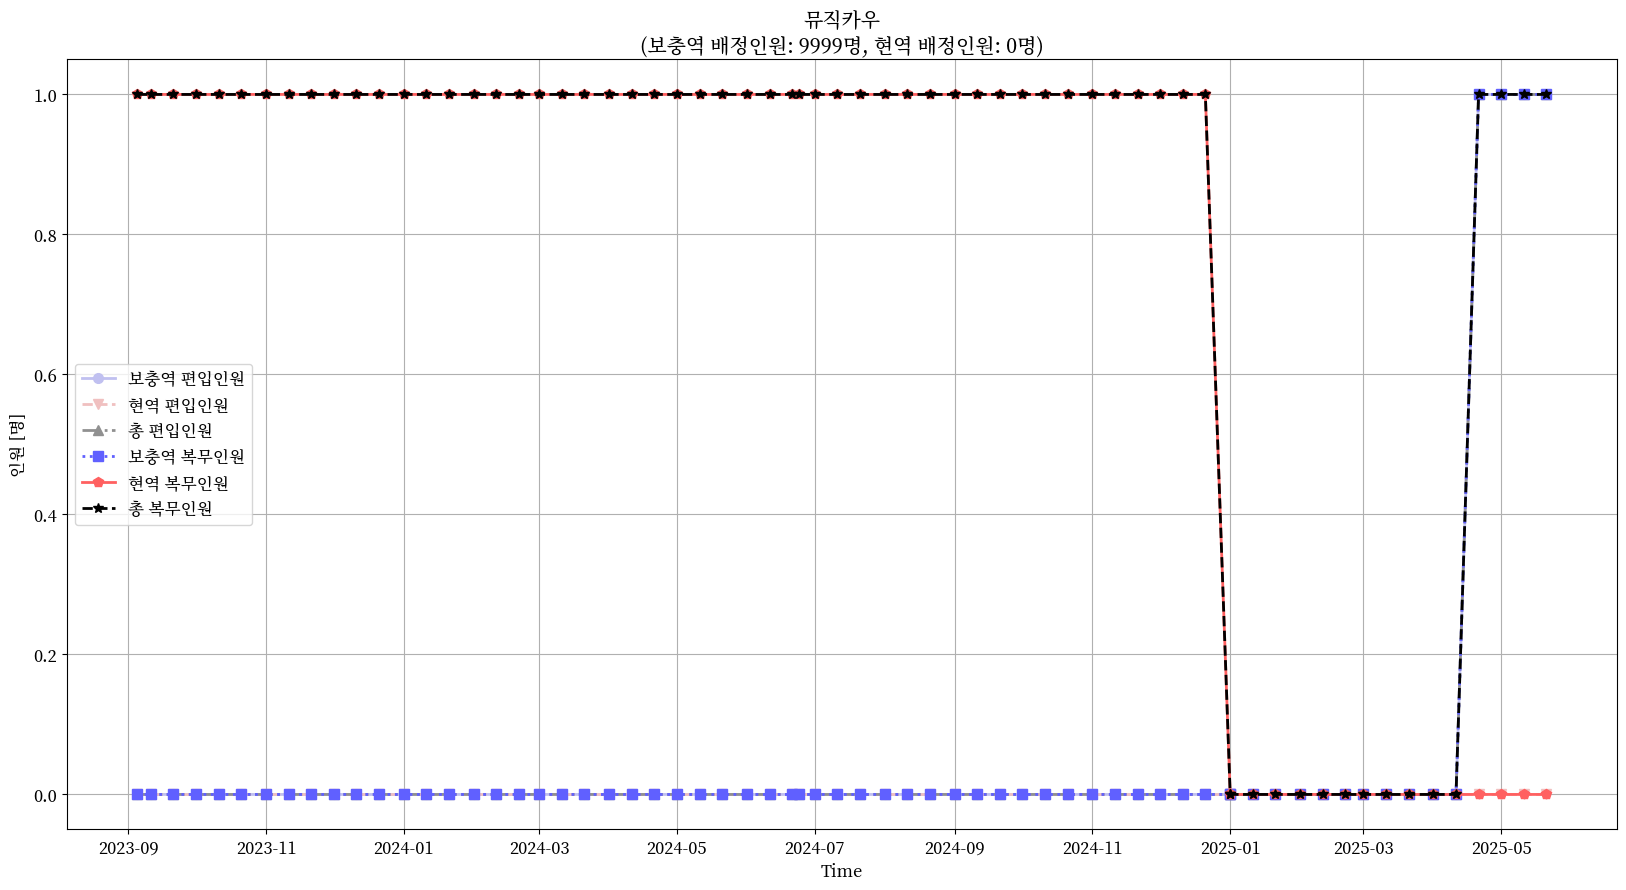 뮤직카우
(보충역 배정인원: 9999명, 현역 배정인원: 0명)
1.0
0.8
0.6
0.4
0.2
0.0
인원 [명]
보충역 편입인원
현역 편입인원
총 편입인원
보충역 복무인원
현역 복무인원
총 복무인원
2023-09
2023-11
2024-01
2024-03
2024-05
2024-07
2024-09
2024-11
2025-01
2025-03
2025-05
Time